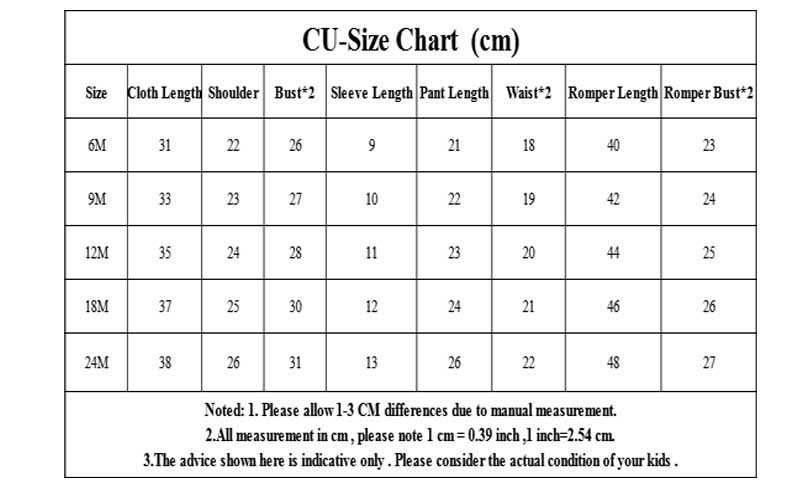 CU-Size Chart (cm)
Size Cloth Length Shoulder Bust*2 Sleeve Length Pant Length Waist*2 Romper Length Romper Bust*2
6M 31 22 26 9 21 18 40 23
9M 33 23 27 10 22 19 42 24
12M 35 24 28 11 23 20 44 25
18M 37 25 30 12 24 21 46 26
24M 38 26 31 13 26 22 48 27
Noted: 1. Please allow 1-3 CM differences due to manual measurement.
2.All measurement in cm , please note 1 cm = 0.39 inch ,1 inch=2.54 cm.
3.The advice shown here is indicative only . Please consider the actual condition of your kids .